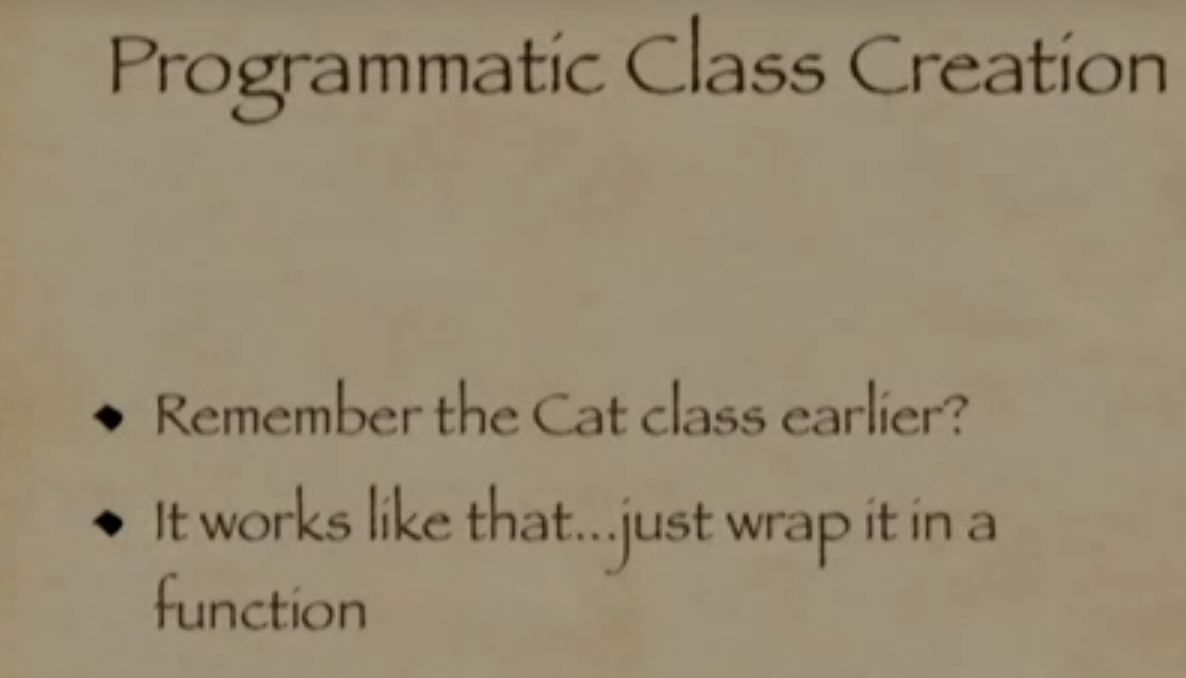 Programmatic Class Creation
Remember the Cat class earlier?
It works like that...just wrap it in a
function